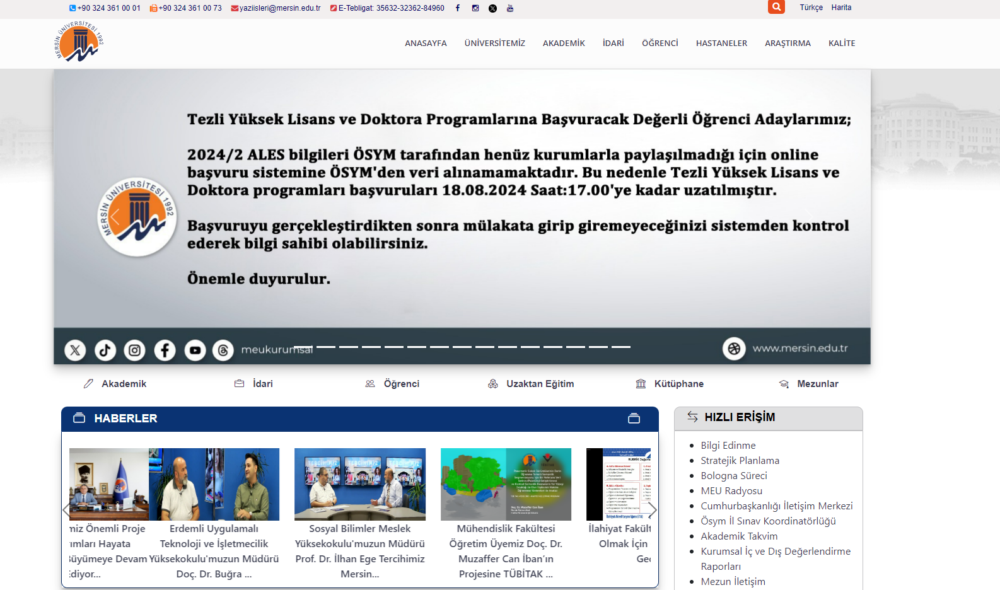 +90 324 361 00 01 +90 324 361 00 73 yaziisleri@mersin.edu.tr E-Tebligat: 35632-32362-84960 Türkçe Harita
MERSİN ÜNİVERSİTESİ 1992
ANASAYFA ÜNİVERSİTEMİZ AKADEMİK İDARİ ÖĞRENCİ HASTANELER ARAŞTIRMA KALİTE
Tezli Yüksek Lisans ve Doktora Programlarına Başvuracak Değerli Öğrenci Adaylarımız;
2024/2 ALES bilgileri ÖSYM tarafından henüz kurumlarla paylaşılmadığı için online
başvuru sistemine ÖSYM'den veri alınamamaktadır. Bu nedenle Tezli Yüksek Lisans ve
Doktora programları başvuruları 18.08.2024 Saat:17.00'ye kadar uzatılmıştır.
MERSİN ÜNİVERSİTESİ 1992
Başvuruyu gerçekleştirdikten sonra mülakata girip giremeyeceğinizi sistemden kontrol
ederek bilgi sahibi olabilirsiniz.
Önemle duyurulur.
meukurumsal www.mersin.edu.tr
Akademik İdari Öğrenci Uzaktan Eğitim Kütüphane Mezunlar
HABERLER
TERCİHİMİZ
TÜBİTAK
miz Önemli Proje
ımları Hayata
Büyümeye Devam
Ediyor...
Erdemli Uygulamalı
Teknoloji ve İşletmecilik
Yüksekokulu'muzun Müdürü
Doç. Dr. Buğra ...
Sosyal Bilimler Meslek
Yüksekokulu'muzun Müdürü
Prof. Dr. İlhan Ege Tercihimiz
Mersin...
Mühendislik Fakültesi
Öğretim Üyemiz Doç. Dr.
Muzaffer Can İban'ın
Projesine TÜBİTAK ...
İlahiyat Fakült
Olmak İçin
Geç
HIZLI ERİŞİM
Bilgi Edinme
Stratejik Planlama
Bologna Süreci
MEU Radyosu
Cumhurbaşkanlığı İletişim Merkezi
Ösym İl Sınav Koordinatörlüğü
Akademik Takvim
Kurumsal İç ve Dış Değerlendirme
Raporları
Mezun İletişim